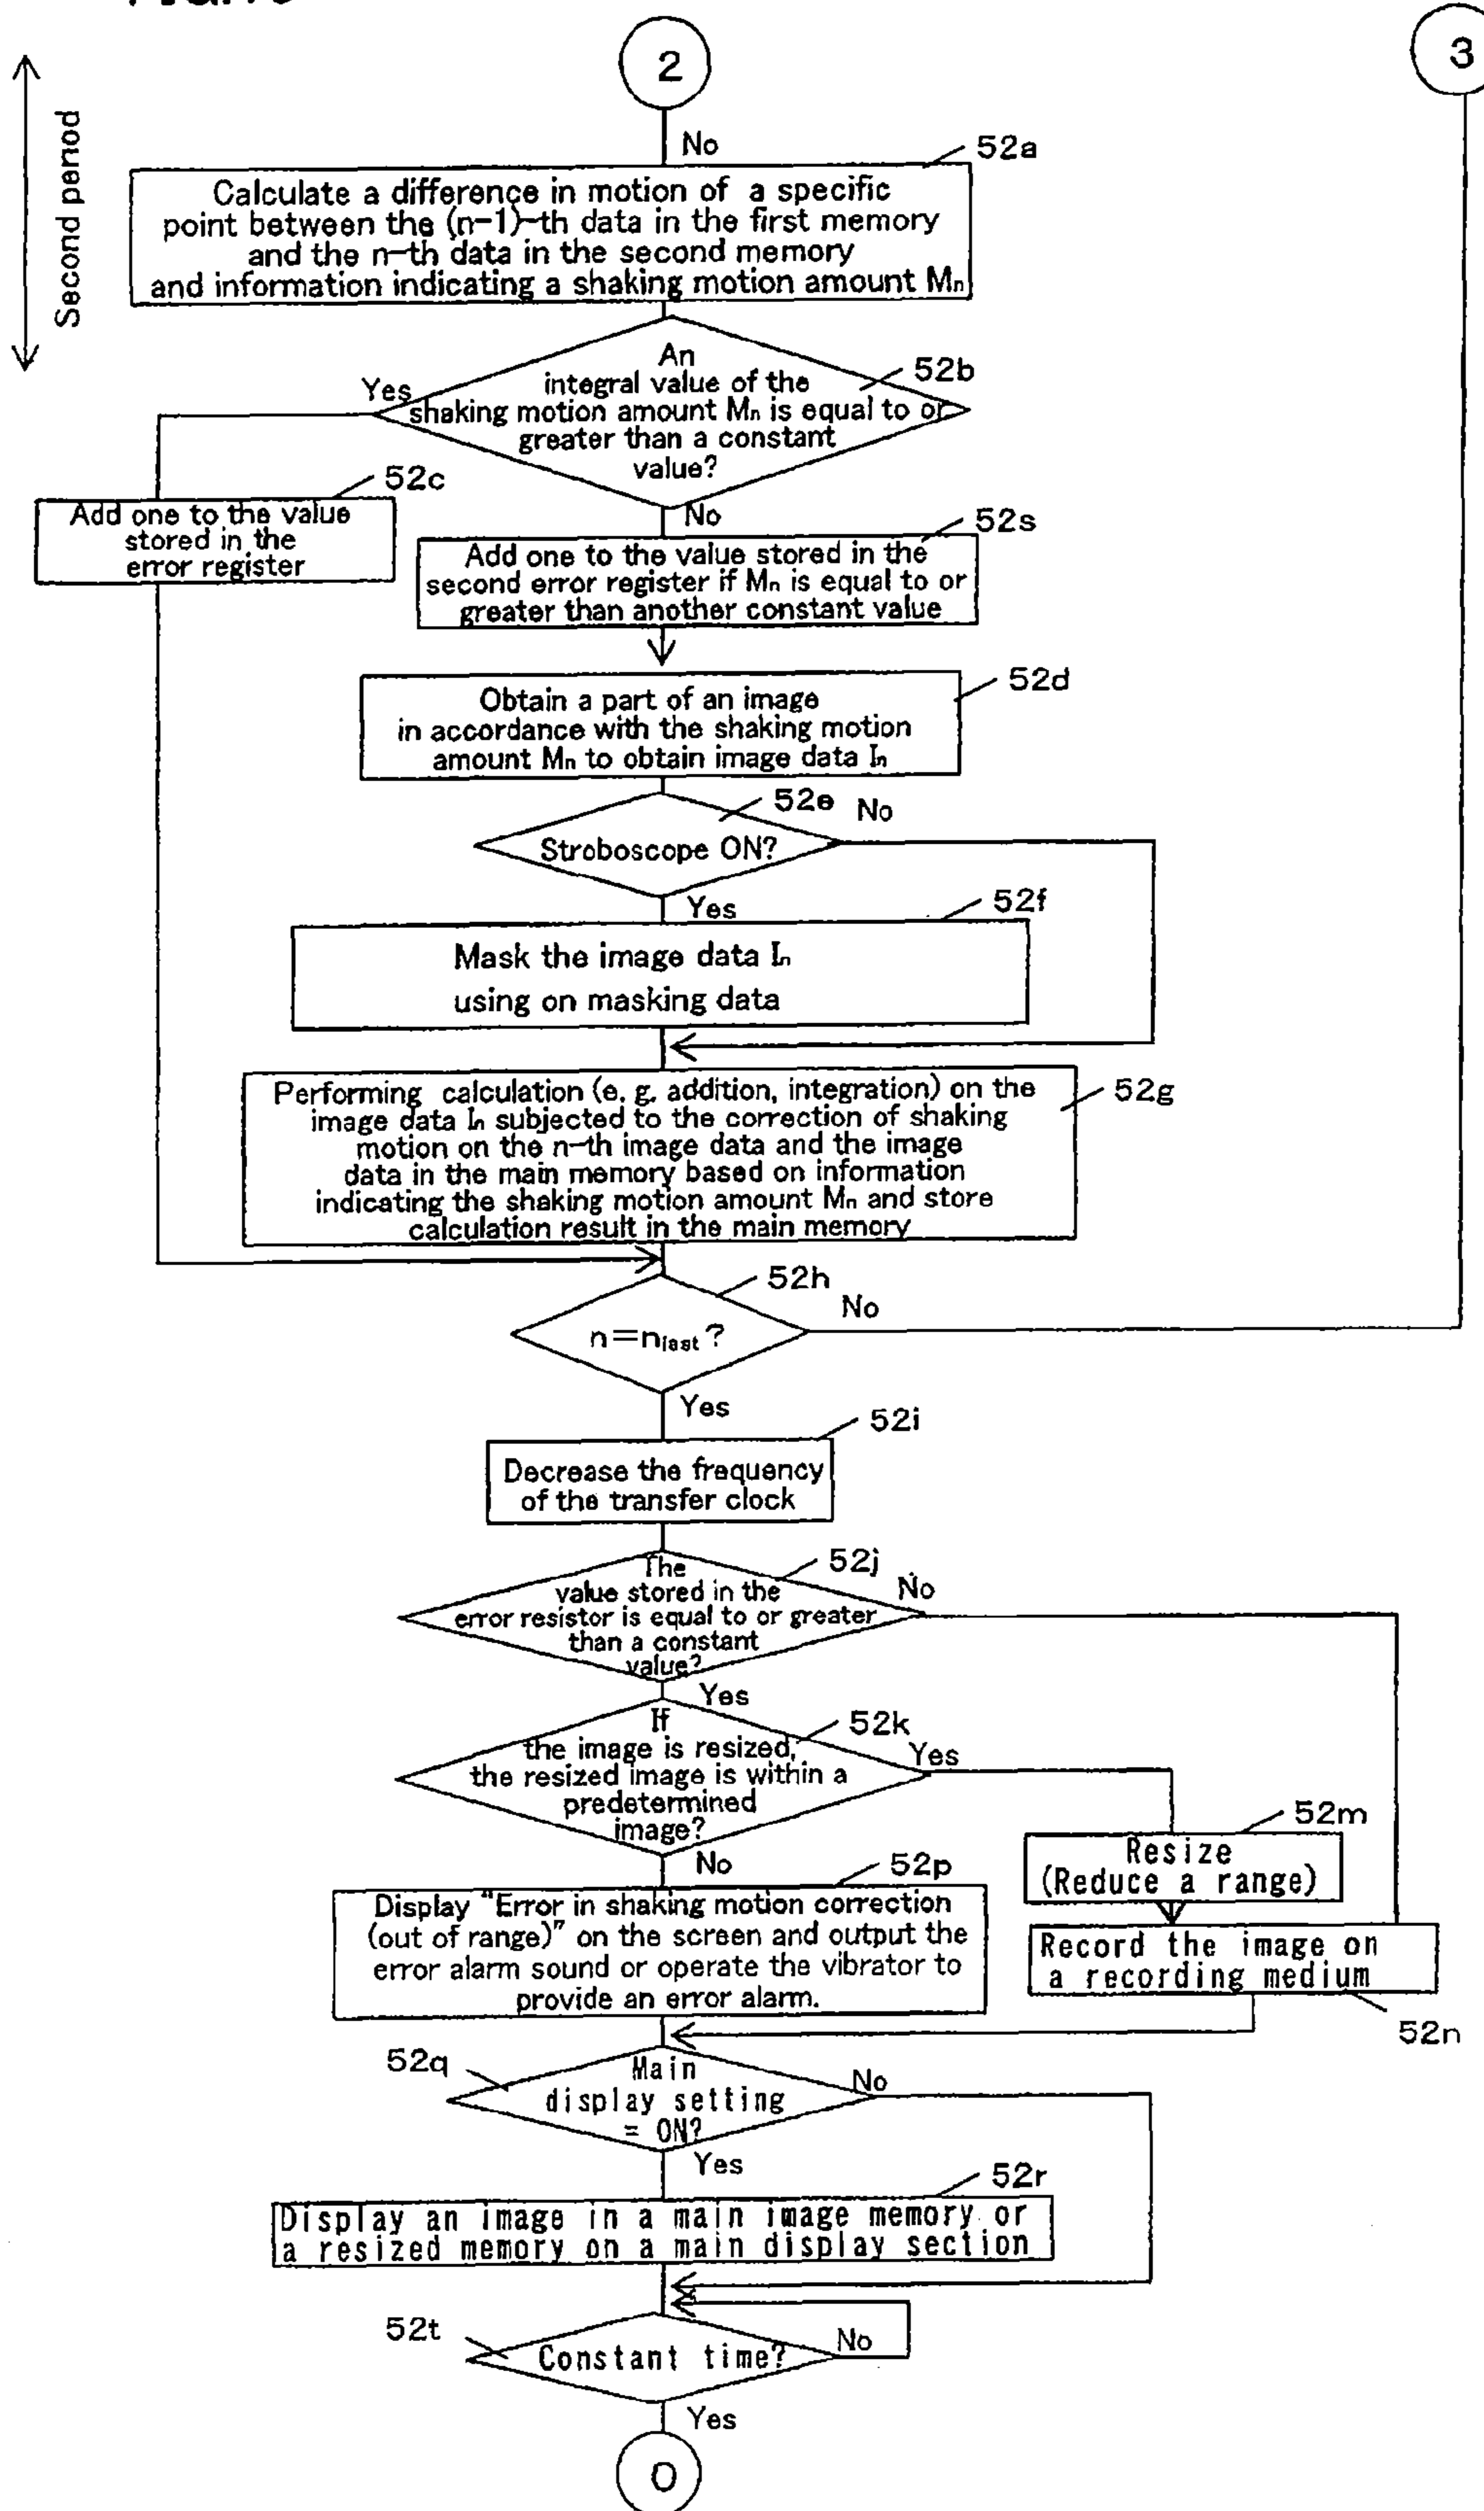 2
3
Second period
No
52a
Calculate a difference in motion of a specific
point between the (n-1)-th data in the first memory
and the n-th data in the second memory
and information indicating a shaking motion amount Mn
An
integral value of the
shaking motion amount Mn is equal to or
greater than a constant
value?
52b
Yes
52c
Add one to the value
stored in the
error register
No
52s
Add one to the value stored in the
second error register if Mn is equal to or
greater than another constant value
52d
Obtain a part of an image
in accordance with the shaking motion
amount Mn to obtain image data In
52e
No
Stroboscope ON?
Yes
52f
Mask the image data In
using on masking data
52g
Performing calculation (e. g. addition, integration) on the
image data In subjected to the correction of shaking
motion on the n-th image data and the image
data in the main memory based on information
indicating the shaking motion amount Mn and store
calculation result in the main memory
52h
No
n=nlast?
Yes
52i
Decrease the frequency
of the transfer clock
52j
No
The
value stored in the
error resistor is equal to or greater
than a constant
value?
Yes
52k
If
the image is resized,
the resized image is within a
predetermined
image?
Yes
52m
Resize
(Reduce a range)
No
52p
Display "Error in shaking motion correction
(out of range)" on the screen and output the
error alarm sound or operate the vibrator to
provide an error alarm.
Record the image on
a recording medium
52n
52q
Main
display setting
= ON?
No
Yes
52r
Display an image in a main image memory or
a resized memory on a main display section
52t
Constant time?
No
Yes
0